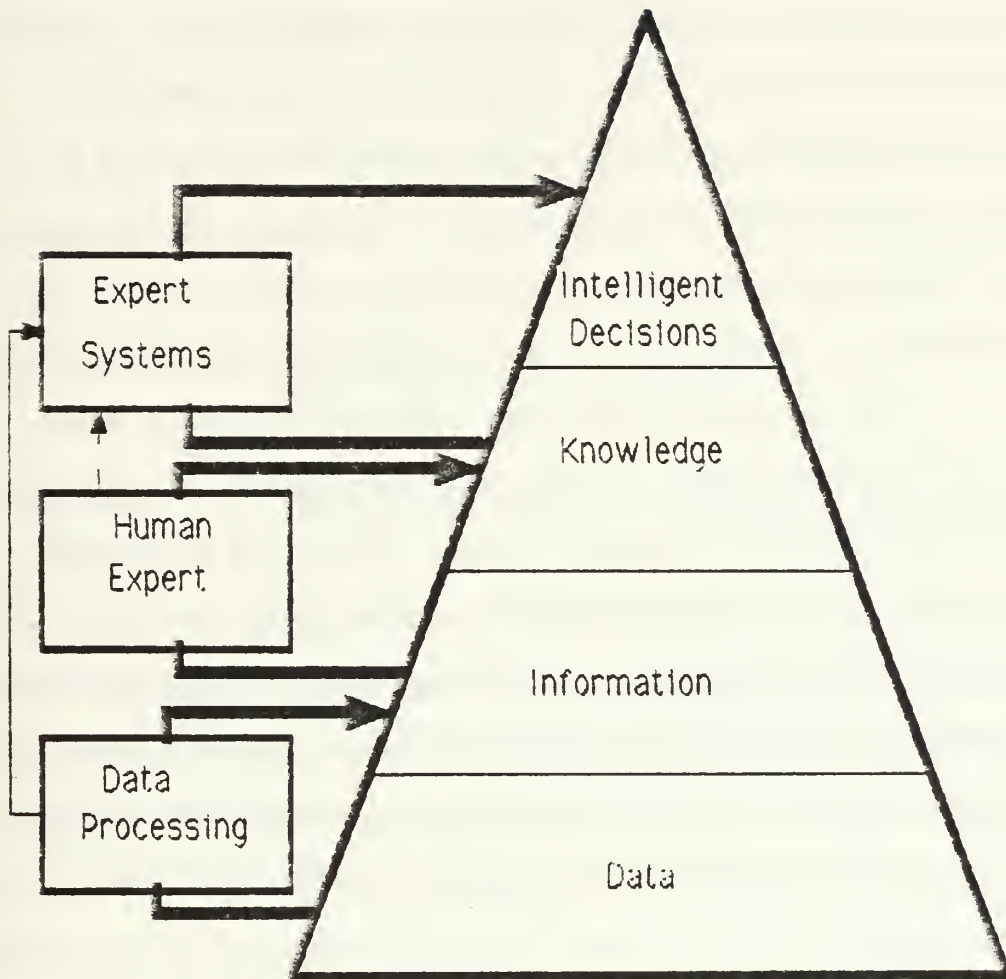 Expert
Systems
Human
Expert
Data
Processing
Intelligent
Decisions
Knowledge
Information
Data